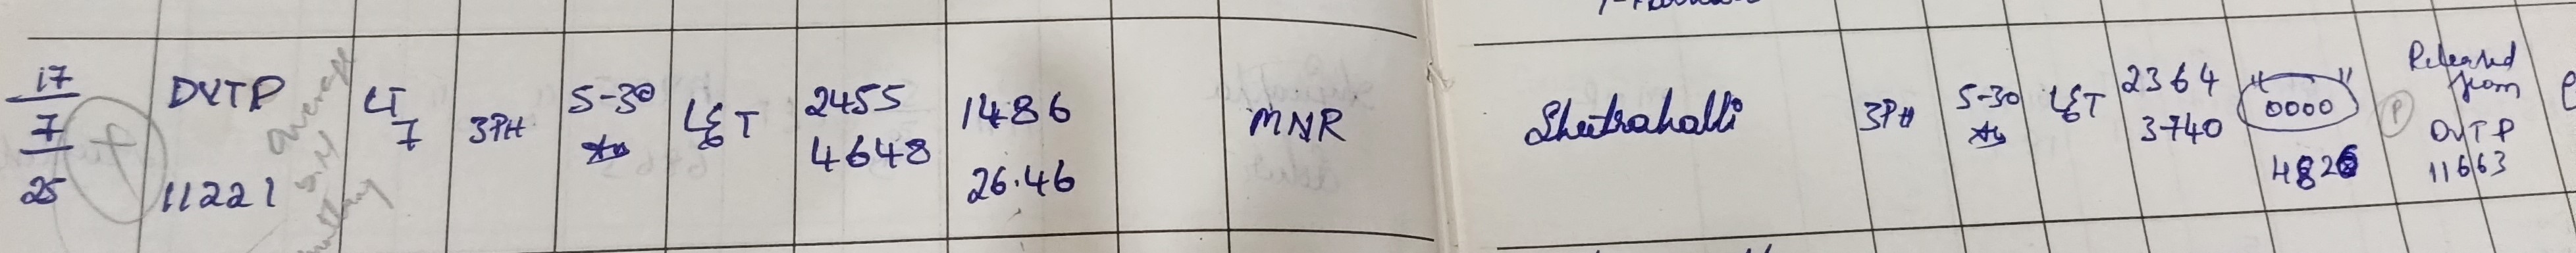 17
7
25
DVTP
11221
average
LT
7
3PH
5-30
L&T
2455
4648
1486
26.46
MNR
3PH
5-30
L&T
2364
3740
"0000"
4826
P
Released
from
DVTP
11663